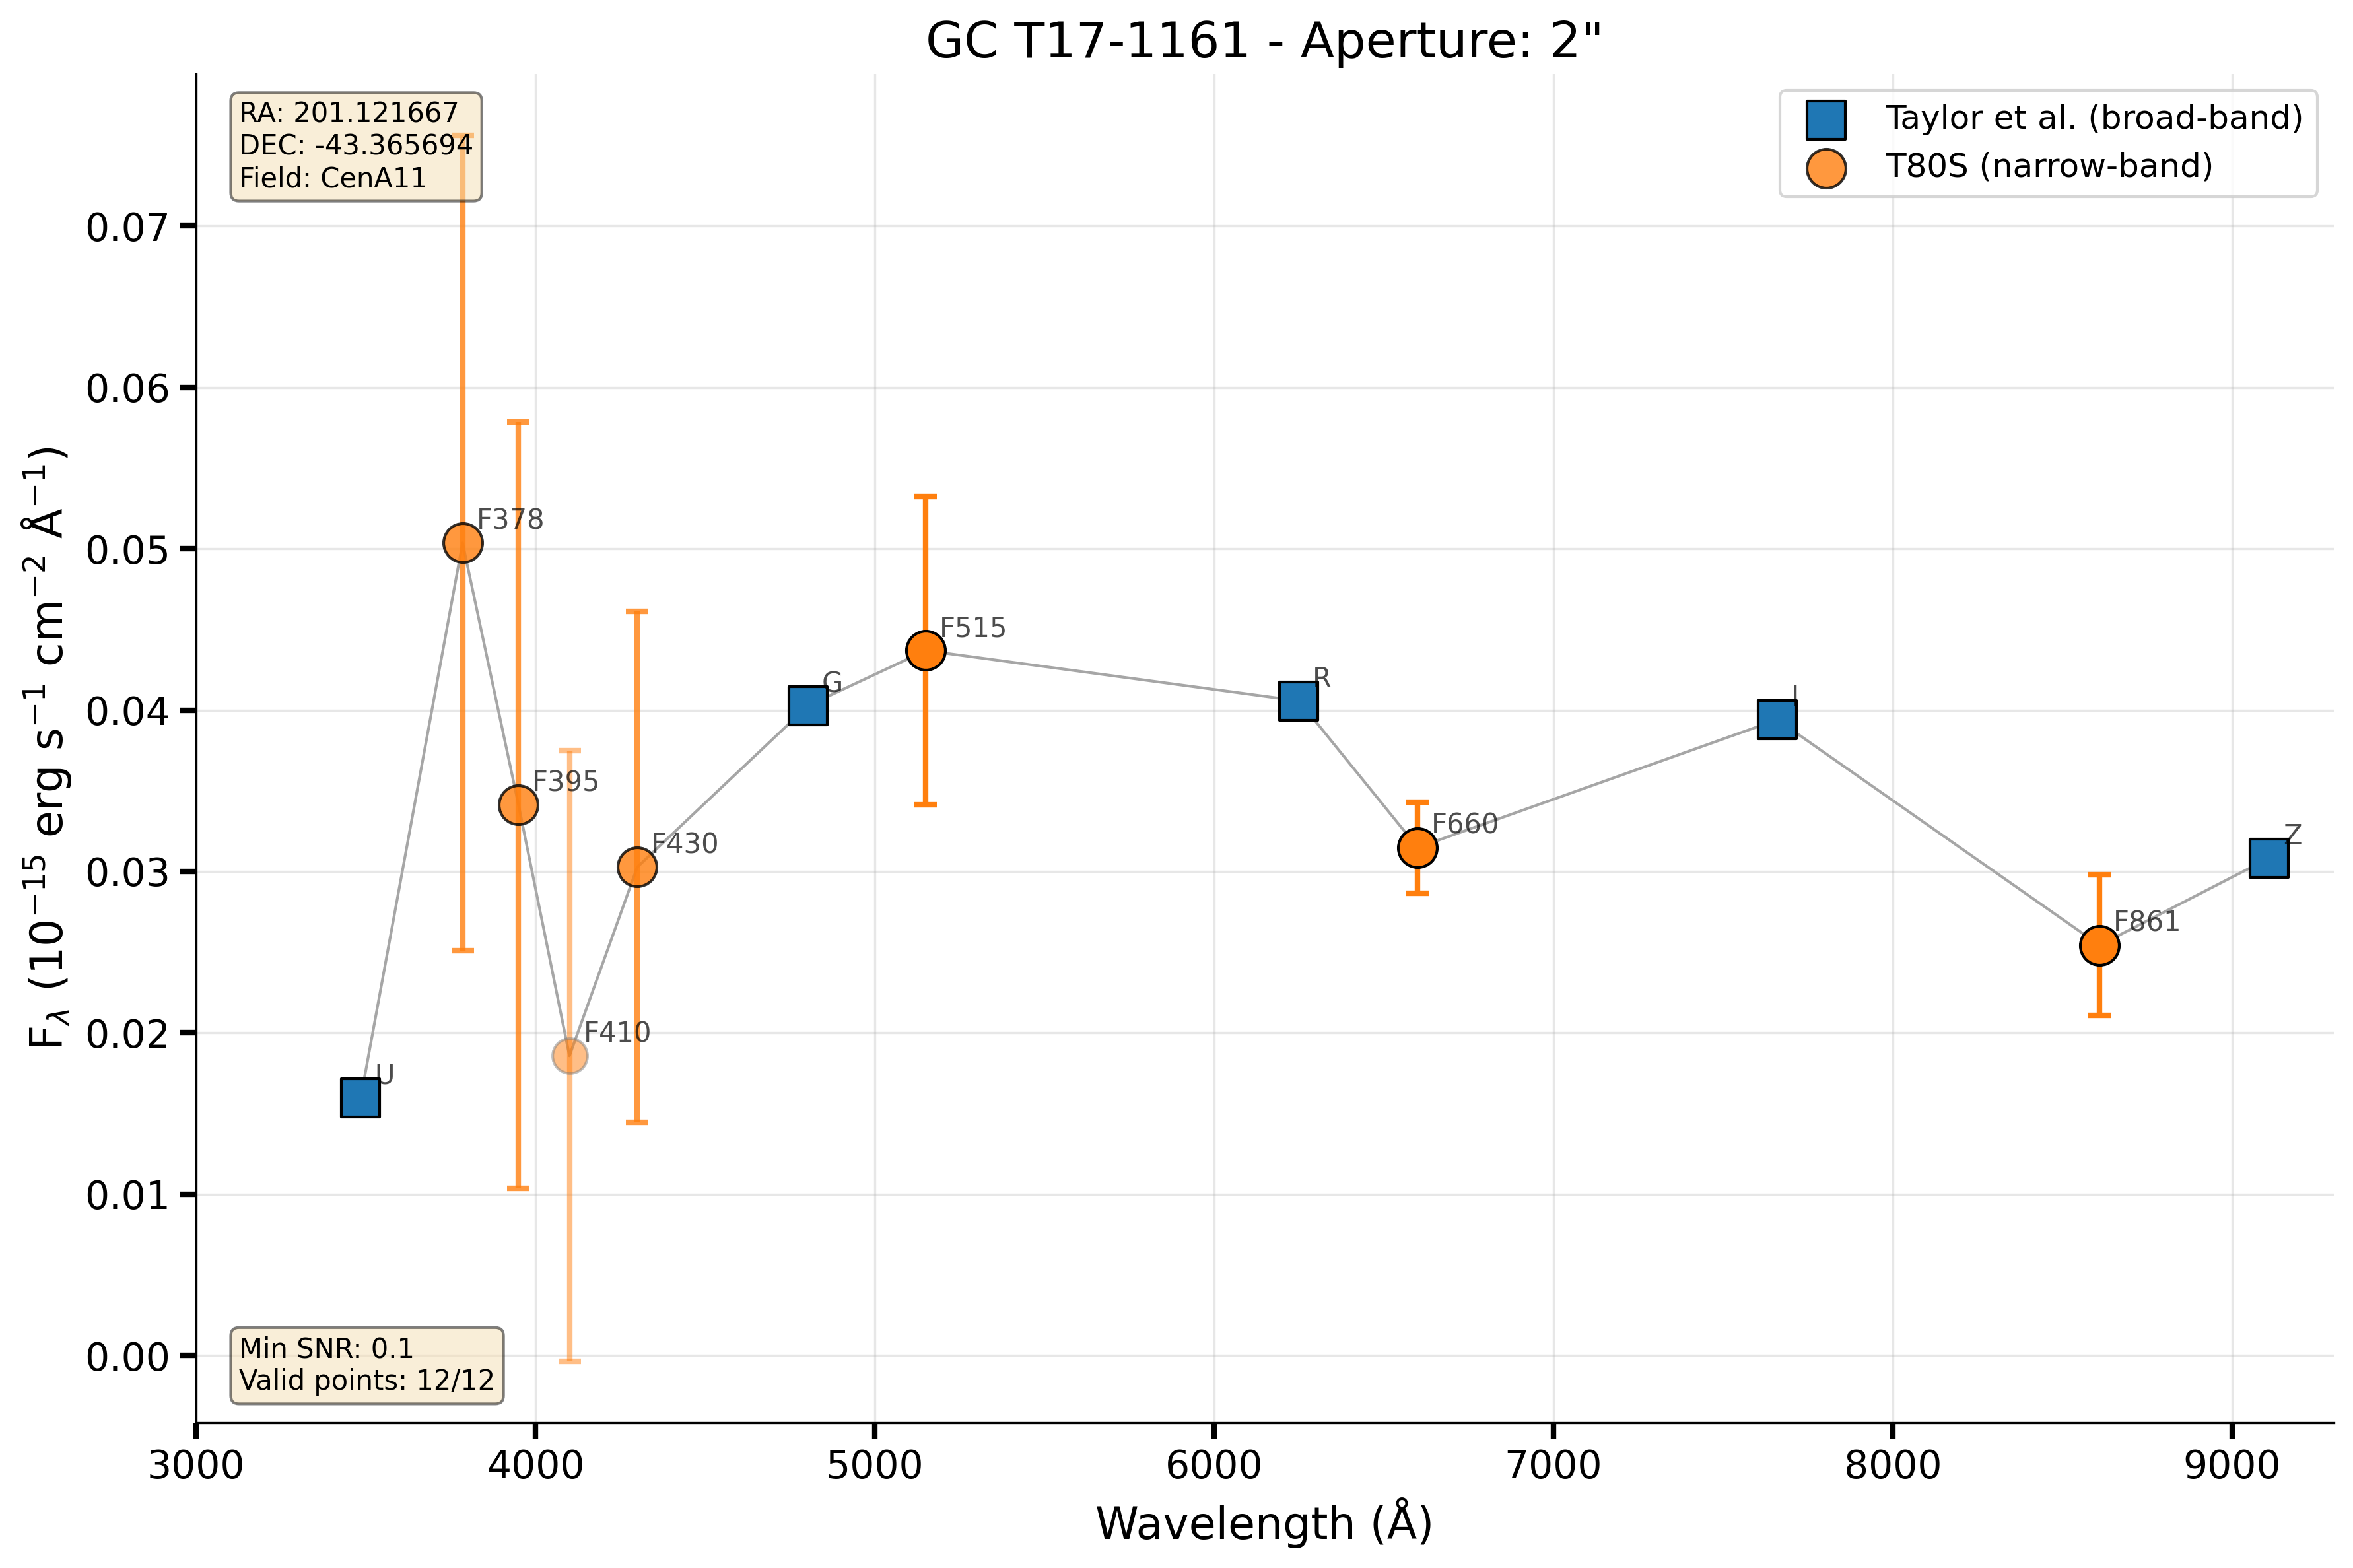 GC T17-1161 - Aperture: 2"
RA: 201.121667
DEC: -43.365694
Field: CenA11
Taylor et al. (broad-band)
T80S (narrow-band)
F$_{λ}$ (10$^{−15}$ erg s$^{−1}$ cm$^{−2}$ Å$^{−1}$)
0.07
0.06
0.05
0.04
0.03
0.02
0.01
0.00
U
F378
F395
F410
F430
G
F515
R
F660
I
F861
Z
Min SNR: 0.1
Valid points: 12/12
3000 4000 5000 6000 7000 8000 9000
Wavelength (Å)